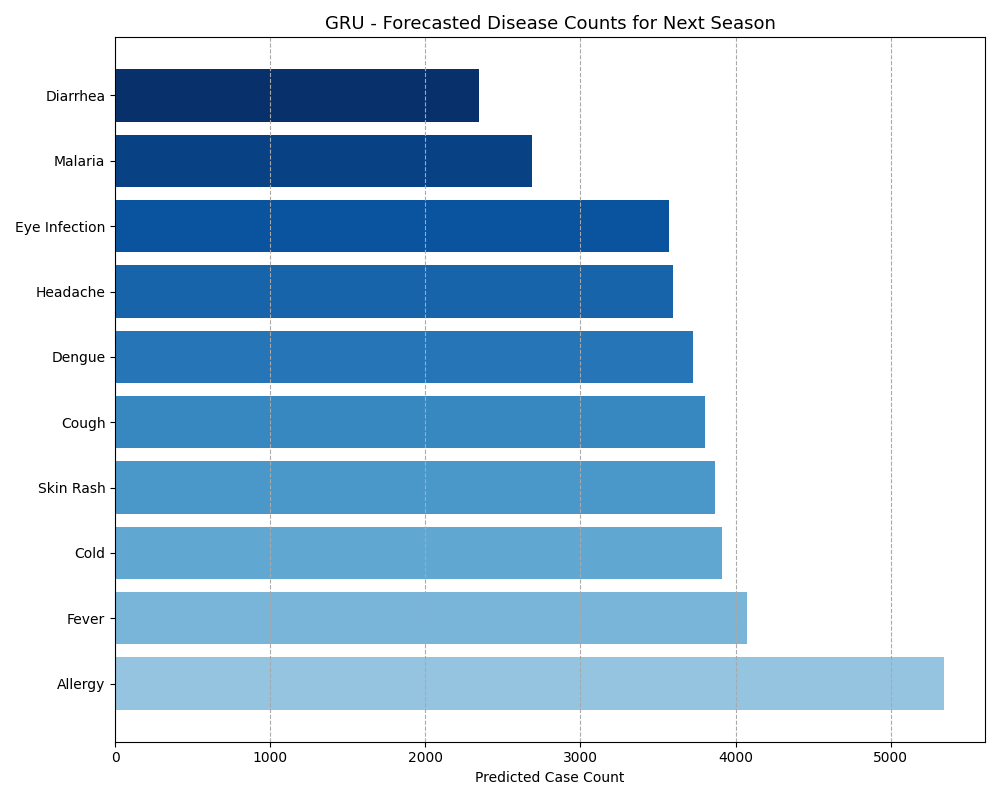 GRU - Forecasted Disease Counts for Next Season
Diarrhea
Malaria
Eye Infection
Headache
Dengue
Cough
Skin Rash
Cold
Fever
Allergy
0 1000 2000 3000 4000 5000
Predicted Case Count